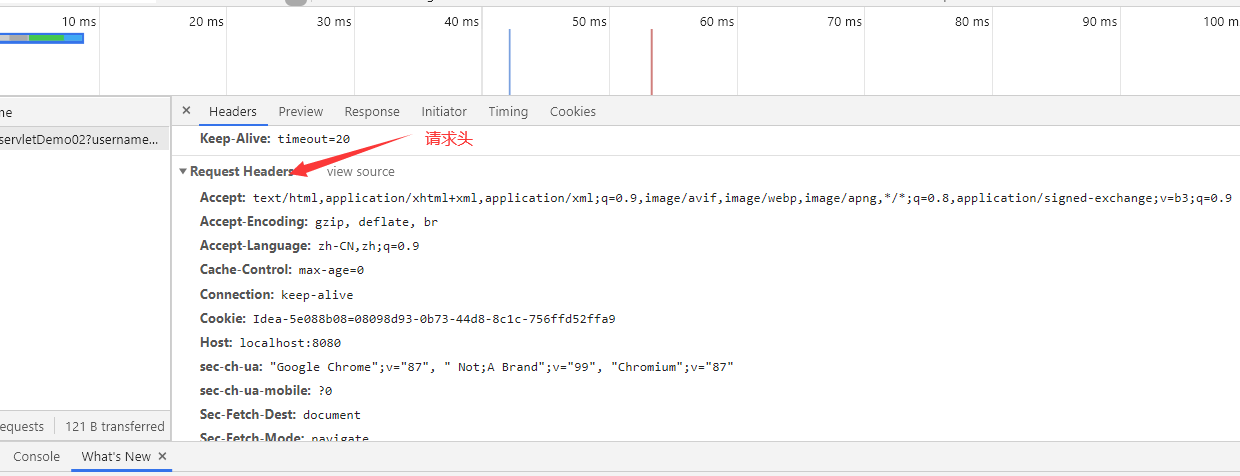 10 ms 20 ms 30 ms 40 ms 50 ms 60 ms 70 ms 80 ms 90 ms 100 m
me
servletDemo02?username...
× Headers Preview Response Initiator Timing Cookies
Keep-Alive: timeout=20
请求头
Request Headers view source
Accept: text/html,application/xhtml+xml,application/xml;q=0.9,image/avif,image/webp,image/apng,*/*;q=0.8,application/signed-exchange;v=b3;q=0.9
Accept-Encoding: gzip, deflate, br
Accept-Language: zh-CN,zh;q=0.9
Cache-Control: max-age=0
Connection: keep-alive
Cookie: Idea-5e088b08=08098d93-0b73-44d8-8c1c-756ffd52ffa9
Host: localhost:8080
sec-ch-ua: "Google Chrome";v="87", " Not;A Brand";v="99", "Chromium";v="87"
sec-ch-ua-mobile: ?0
Sec-Fetch-Dest: document
Sec-Fetch-Mode: navigate
equests 121 B transferred
Console What's New ×